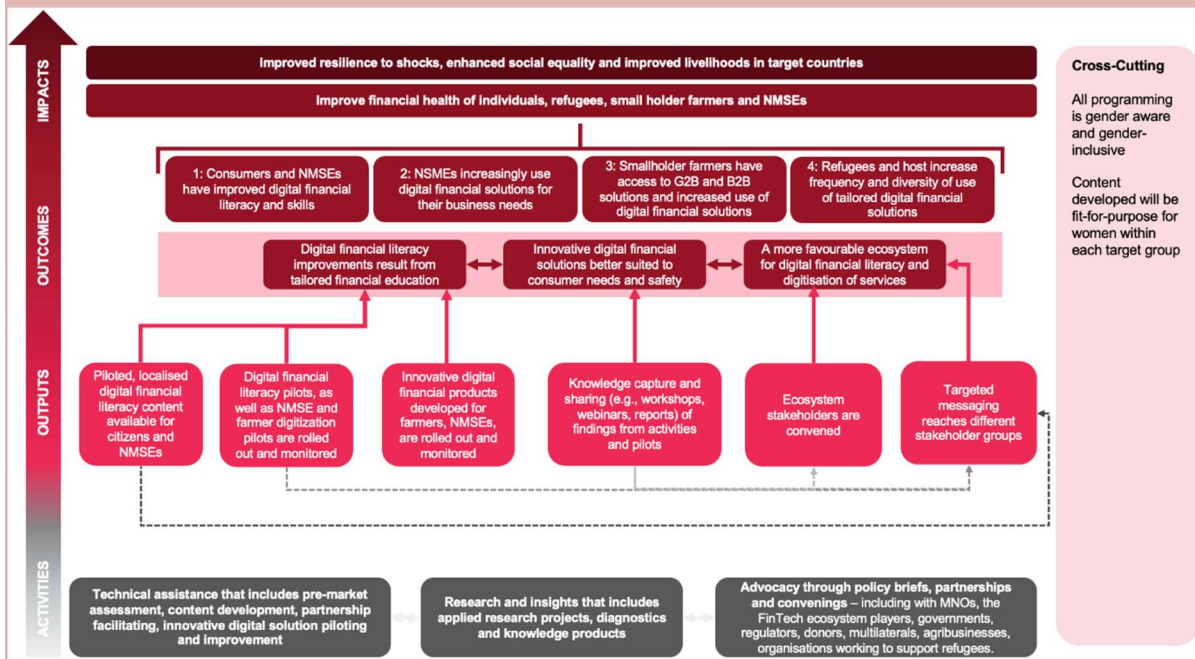 IMPACTS
Improved resilience to shocks, enhanced social equality and improved livelihoods in target countries
Improve financial health of individuals, refugees, small holder farmers and NMSEs
OUTCOMES
1: Consumers and NMSEs
have improved digital financial
literacy and skills
2: NSMEs increasingly use
digital financial solutions for
their business needs
3: Smallholder farmers have
access to G2B and B2B
solutions and increased use of
digital financial solutions
4: Refugees and host increase
frequency and diversity of use
of tailored digital financial
solutions
Digital financial literacy
improvements result from
tailored financial education
Innovative digital financial
solutions better suited to
consumer needs and safety
A more favourable ecosystem
for digital financial literacy and
digitisation of services
OUTPUTS
Piloted, localised
digital financial
literacy content
available for
citizens and
NMSEs
Digital financial
literacy pilots, as
well as NMSE and
farmer digitization
pilots are rolled
out and monitored
Innovative digital
financial products
developed for
farmers, NMSEs,
are rolled out and
monitored
Knowledge capture and
sharing (e.g., workshops,
webinars, reports) of
findings from activities
and pilots
Ecosystem
stakeholders are
convened
Targeted
messaging
reaches different
stakeholder groups
ACTIVITIES
Technical assistance that includes pre-market
assessment, content development, partnership
facilitating, innovative digital solution piloting
and improvement
Research and insights that includes
applied research projects, diagnostics
and knowledge products
Advocacy through policy briefs, partnerships
and convenings – including with MNOs, the
FinTech ecosystem players, governments,
regulators, donors, multilaterals, agribusinesses,
organisations working to support refugees.
Cross-Cutting
All programming
is gender aware
and gender-
inclusive
Content
developed will be
fit-for-purpose for
women within
each target group